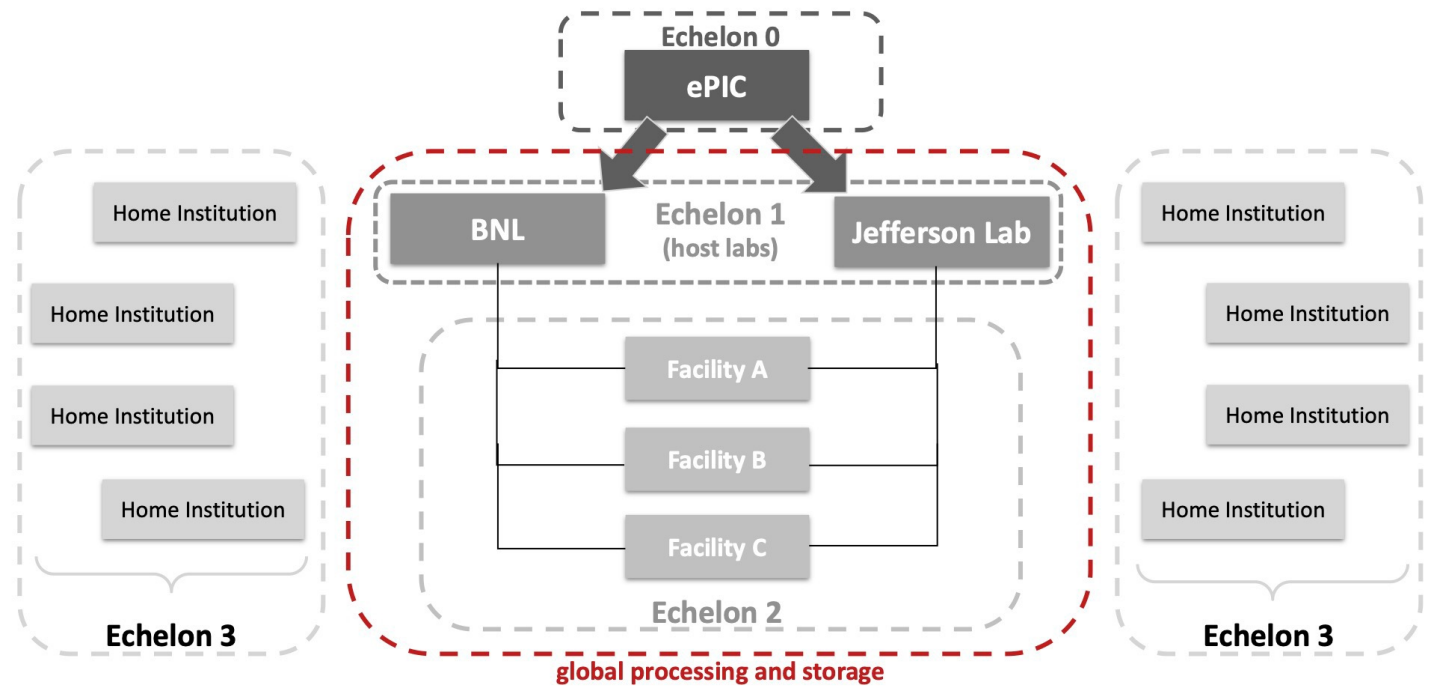 Echelon 0
ePIC
BNL
Echelon 1
(host labs)
Jefferson Lab
Home Institution
Home Institution
Home Institution
Home Institution
Echelon 3
Facility A
Facility B
Facility C
Echelon 2
global processing and storage
Home Institution
Home Institution
Home Institution
Home Institution
Echelon 3